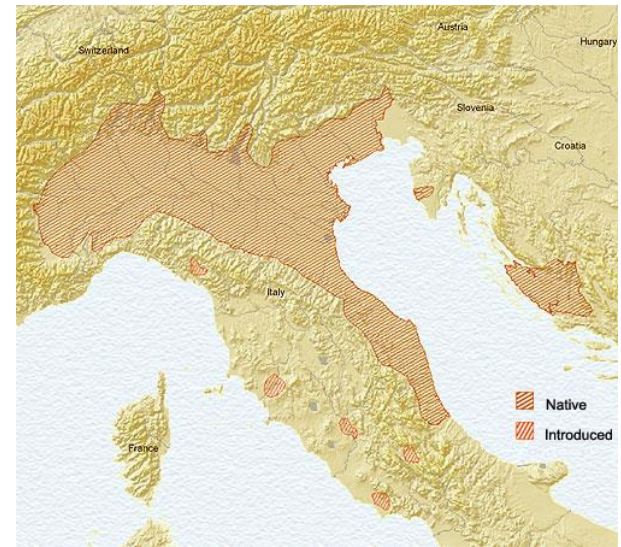 Austria
Hungary
Switzerland
Slovenia
Croatia
Italy
Native
Introduced
France